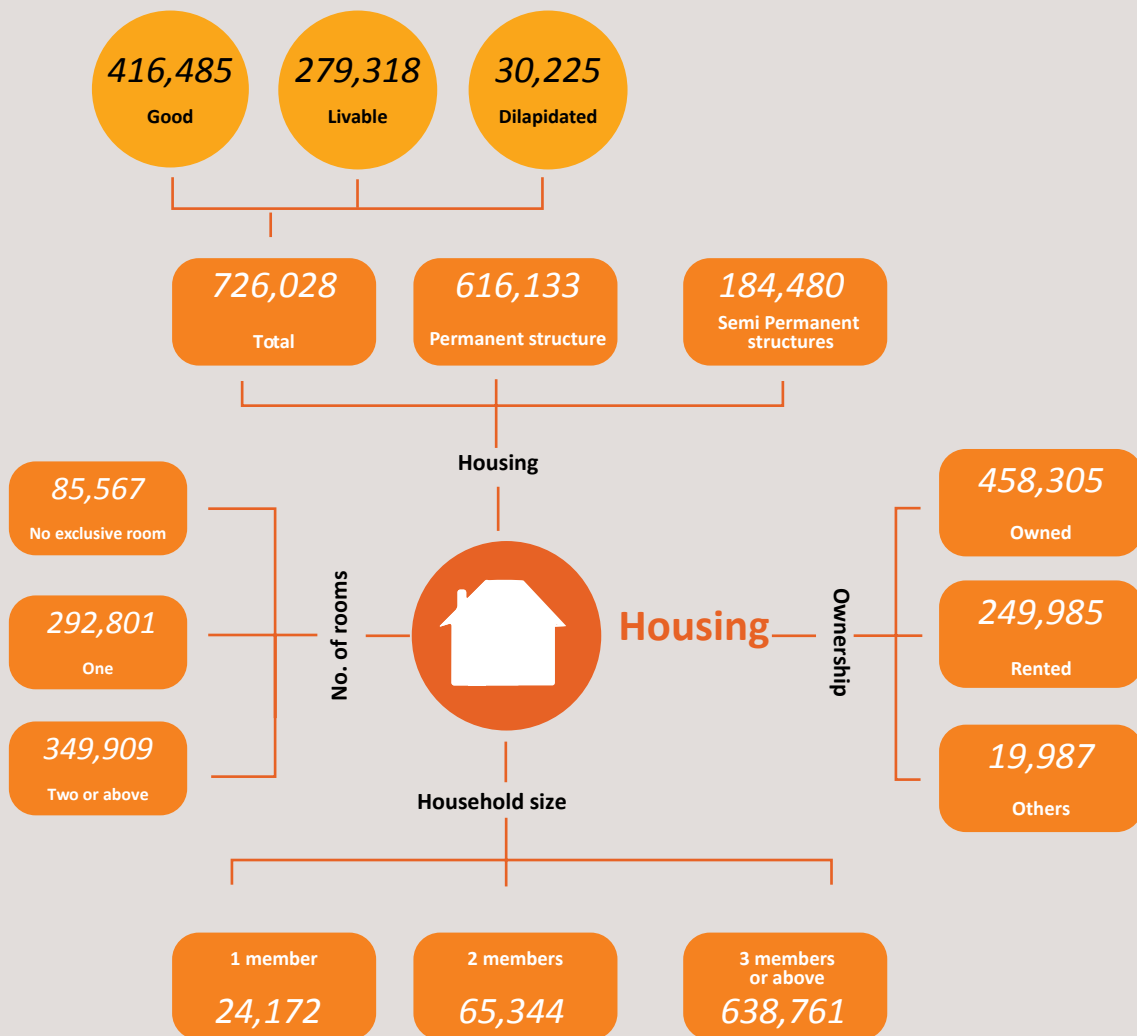 416,485
Good
279,318
Livable
30,225
Dilapidated
726,028
Total
616,133
Permanent structure
184,480
Semi Permanent
structures
Housing
85,567
No exclusive room
292,801
One
349,909
Two or above
No. of rooms
Housing
Ownership
458,305
Owned
249,985
Rented
19,987
Others
Household size
1 member
24,172
2 members
65,344
3 members
or above
638,761